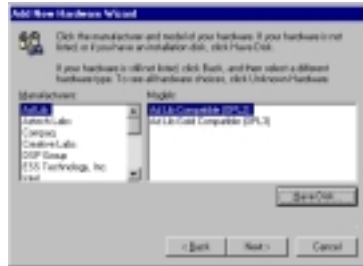 Add New Hardware Wizard
Click the manufacturer and model of your hardware. If your hardware is not
listed, or if you have an installation disk, click Have Disk.
If your hardware is still not listed, click Back, and then select a different
hardware type. To see all hardware choices, click Unknown Hardware.
Manufacturers:
Models:
AdLib
Aztech Labs
Compaq
Creative Labs
DSP Group
ESS Technology, Inc.
Intel
Ad Lib Compatible (OPL2)
Ad Lib Gold Compatible (OPL3)
Have Disk...
< Back
Next >
Cancel